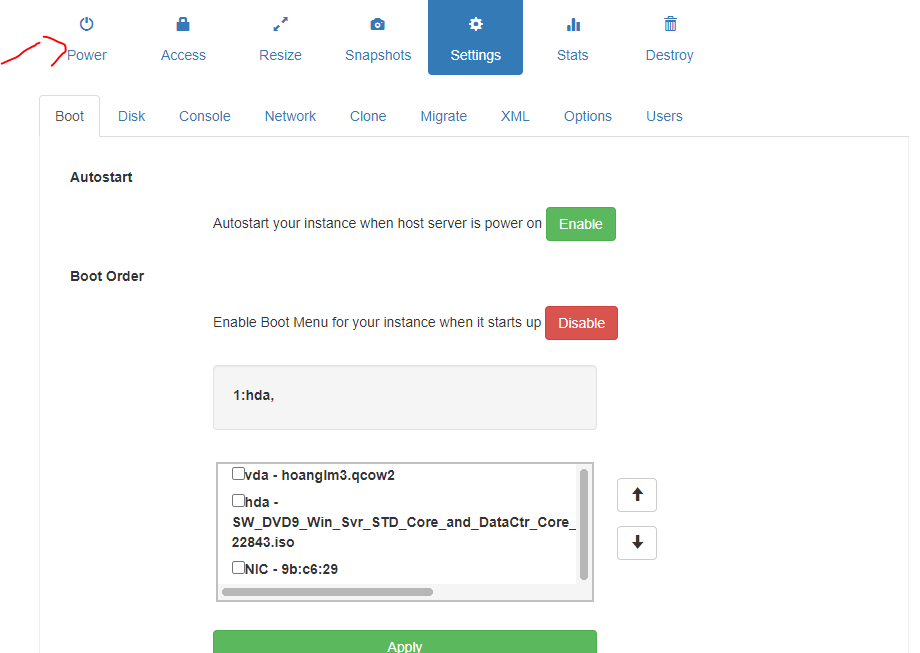 Power
Access
Resize
Snapshots
Settings
Stats
Destroy
Boot
Disk
Console
Network
Clone
Migrate
XML
Options
Users
Autostart
Autostart your instance when host server is power on
Enable
Boot Order
Enable Boot Menu for your instance when it starts up
Disable
1:hda,
vda - hoanglm3.qcow2
hda -
SW_DVD9_Win_Svr_STD_Core_and_DataCtr_Core_
22843.iso
NIC - 9b:c6:29
Apply